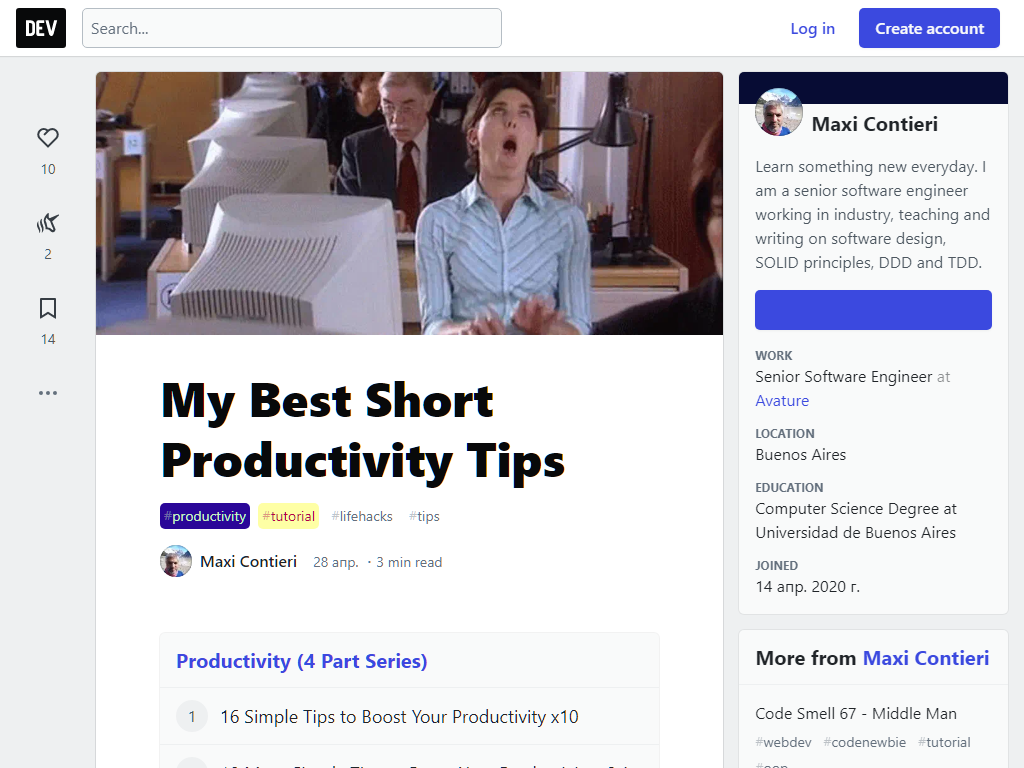 DEV
Search...
Log in
Create account
10
2
14
My Best Short
Productivity Tips
#productivity #tutorial #lifehacks #tips
Maxi Contieri 28 апр. · 3 min read
Productivity (4 Part Series)
1 16 Simple Tips to Boost Your Productivity x10
Maxi Contieri
Learn something new everyday. I
am a senior software engineer
working in industry, teaching and
writing on software design,
SOLID principles, DDD and TDD.
WORK
Senior Software Engineer at
Avature
LOCATION
Buenos Aires
EDUCATION
Computer Science Degree at
Universidad de Buenos Aires
JOINED
14 апр. 2020 г.
More from Maxi Contieri
Code Smell 67 - Middle Man
#webdev #codenewbie #tutorial